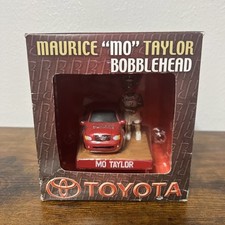 MAURICE "MO" TAYLOR
BOBBLEHEAD
MO TAYLOR
TOYOTA